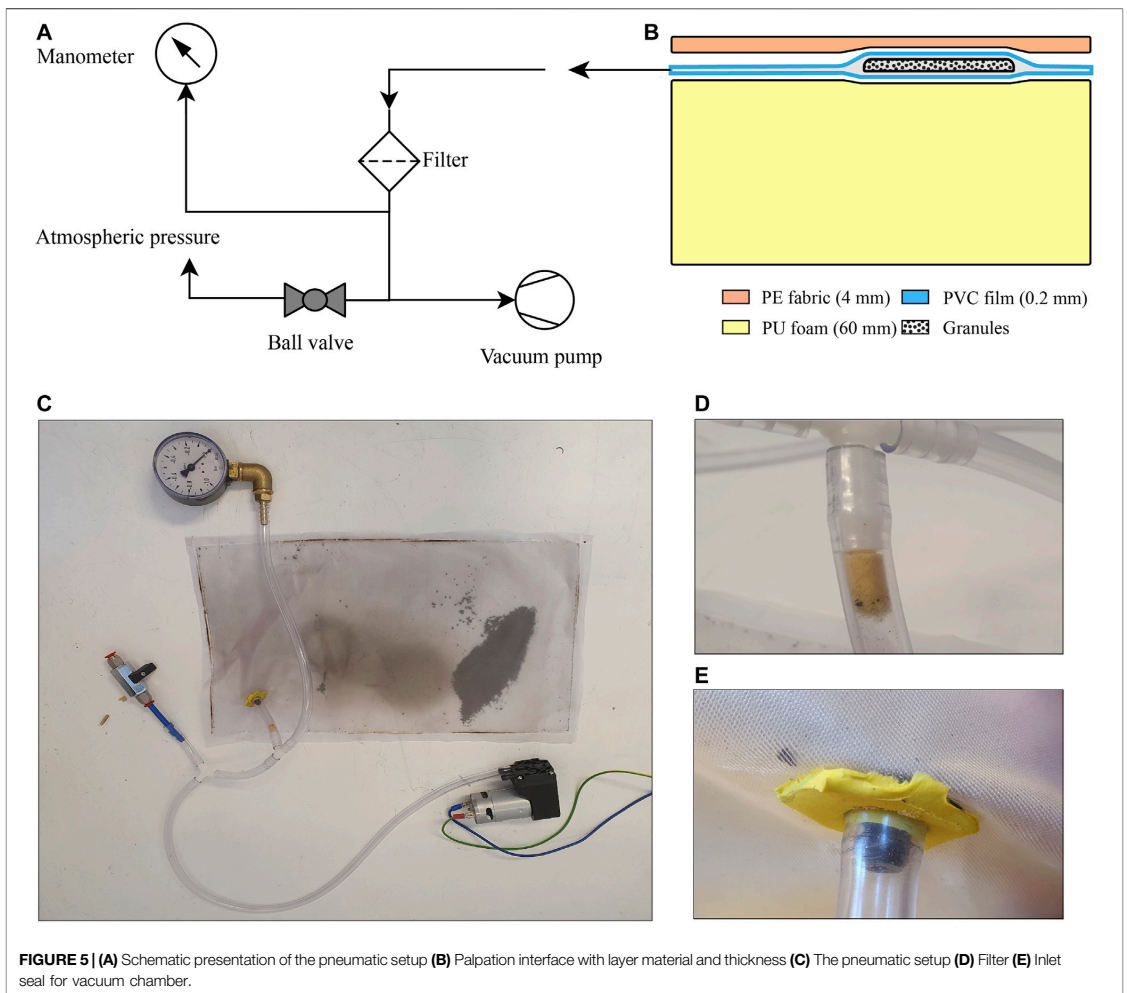 A
Manometer
Filter
Atmospheric pressure
Ball valve
Vacuum pump
B
PE fabric (4 mm)
PVC film (0.2 mm)
PU foam (60 mm)
Granules
C
D
E
FIGURE 5 | (A) Schematic presentation of the pneumatic setup (B) Palpation interface with layer material and thickness (C) The pneumatic setup (D) Filter (E) Inlet
seal for vacuum chamber.